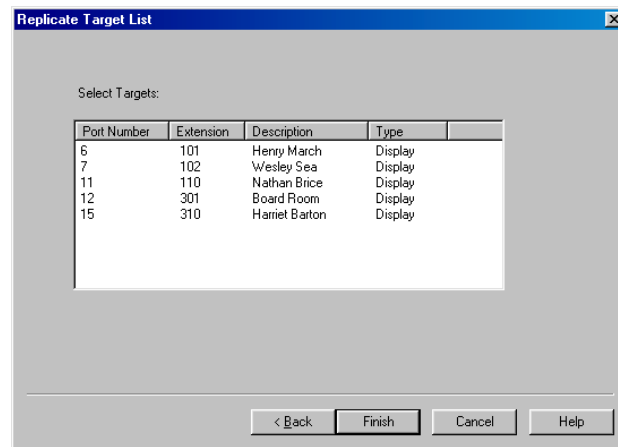 Replicate Target List
Select Targets:
Port Number Extension Description Type
6 101 Henry March Display
7 102 Wesley Sea Display
11 110 Nathan Brice Display
12 301 Board Room Display
15 310 Harriet Barton Display
< Back Finish Cancel Help